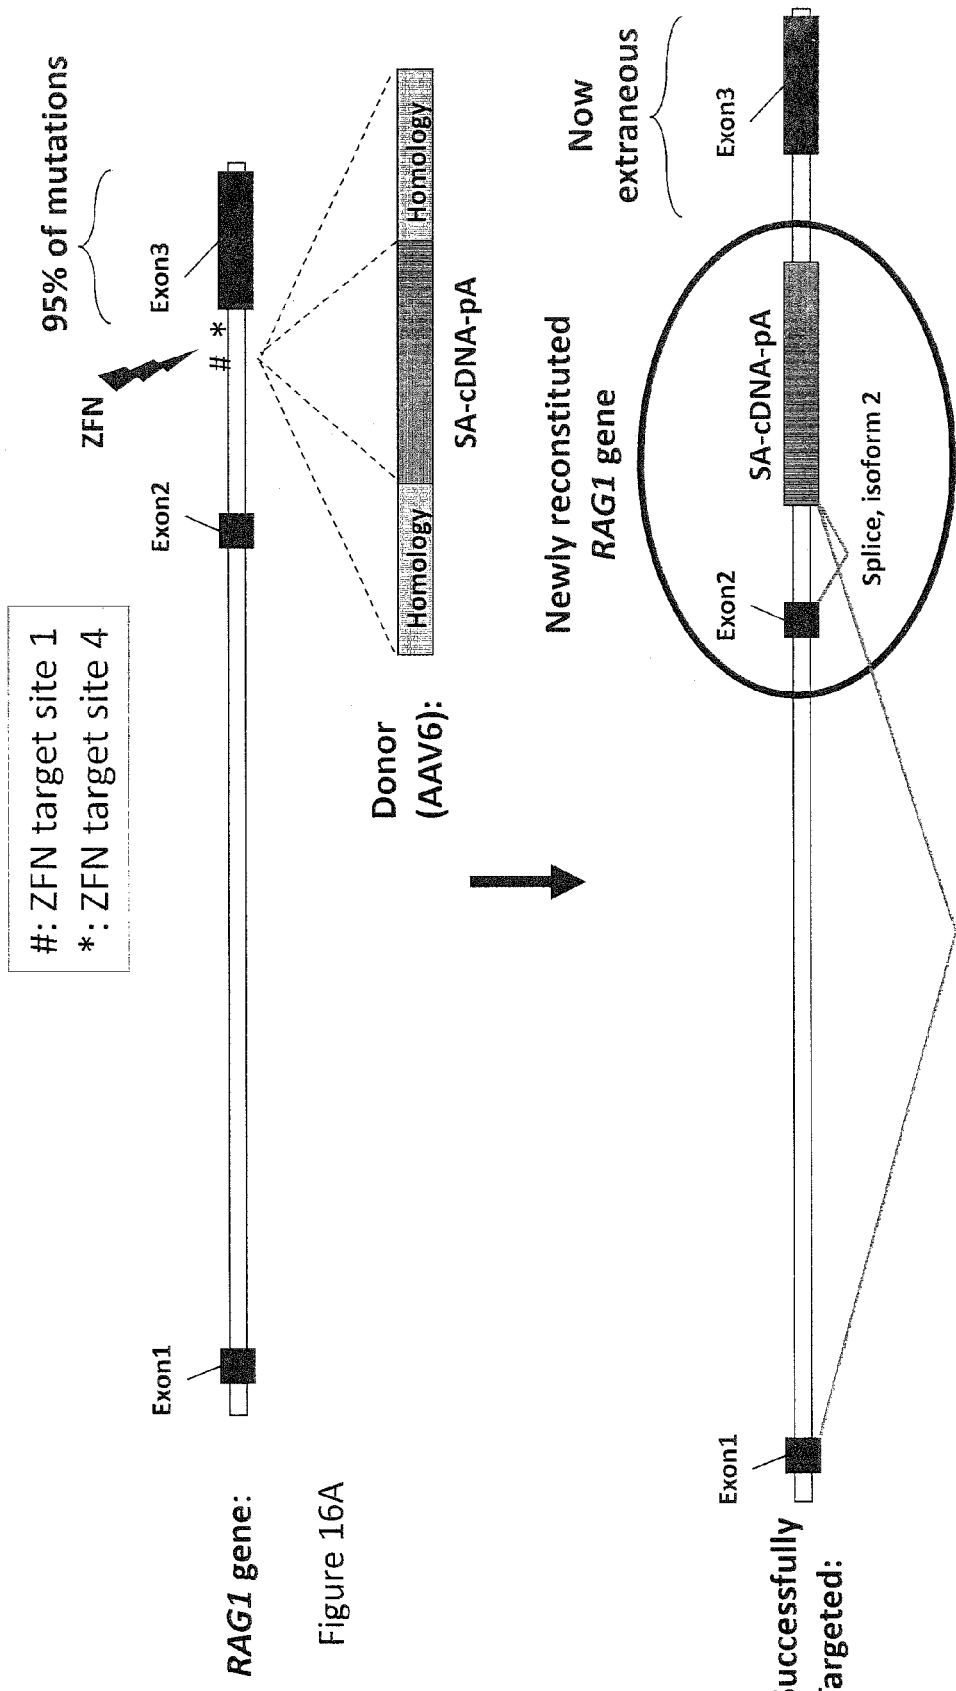 #: ZFN target site 1
*: ZFN target site 4
95% of mutations
ZFN
Exon1
Exon2
# *
Exon3
RAG1 gene:
Figure 16A
Donor
(AAV6):
Homology
Homology
SA-cDNA-pA
Newly reconstituted
RAG1 gene
Now
extraneous
Exon1
Exon2
SA-cDNA-pA
Exon3
Splice, isoform 2
Successfully
Targeted: